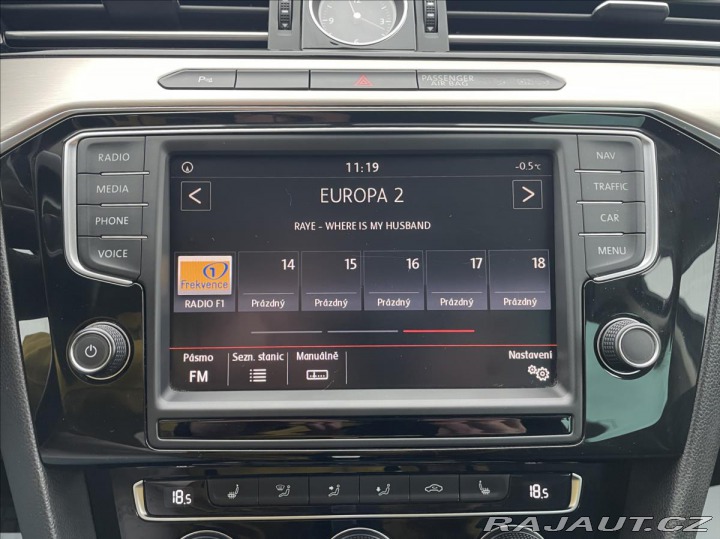 P
PASSENGER
AIR BAG
RADIO
MEDIA
PHONE
VOICE
11:19
-0.5°C
EUROPA 2
RAYE - WHERE IS MY HUSBAND
1
Frekvence
RADIO F1
14
Prázdný
15
Prázdný
16
Prázdný
17
Prázdný
18
Prázdný
Pásmo
FM
Sezn. stanic
Manuálně
Nastavení
NAV
TRAFFIC
CAR
MENU
18.5
18.5
RAJAUT.CZ